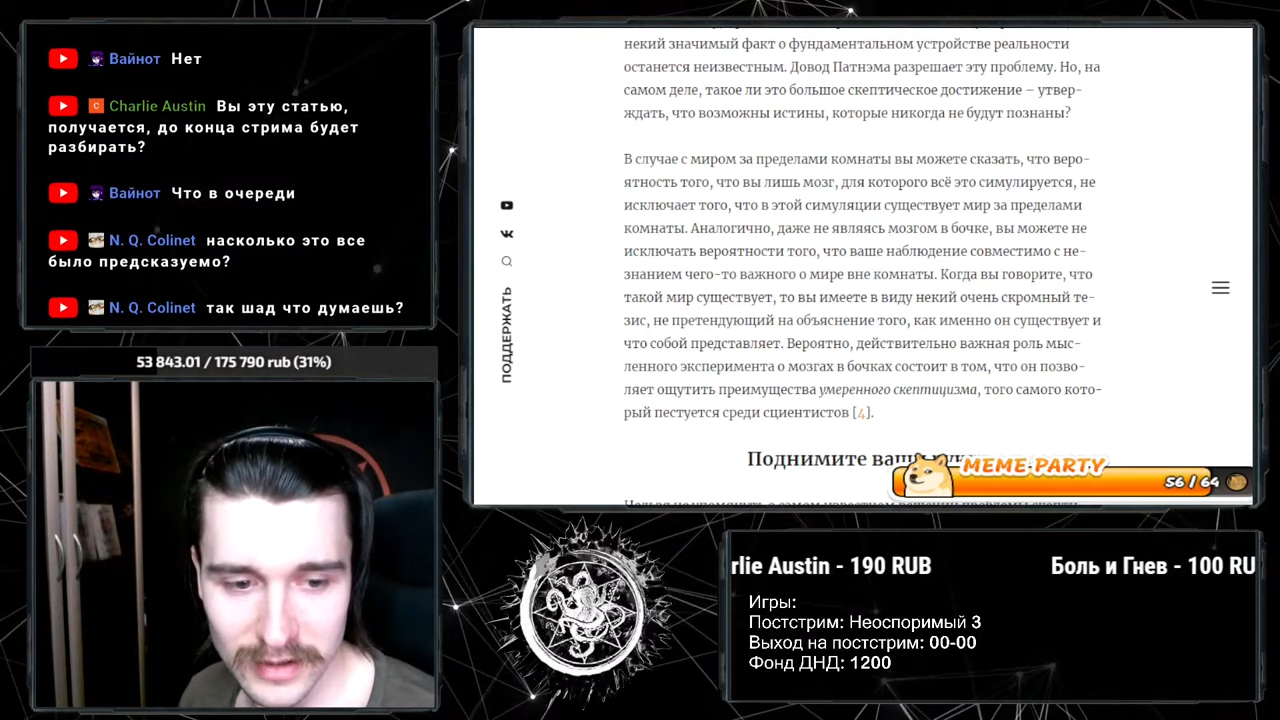 Вайнот Нет
Charlie Austin Вы эту статью,
получается, до конца стрима будет
разбирать?
Вайнот Что в очереди
N. Q. Colinet насколько это все
было предсказуемо?
N. Q. Colinet так шад что думаешь?
53 843.01 / 175 790 rub (31%)
некий значимый факт о фундаментальном устройстве реальности
останется неизвестным. Довод Патнэма разрешает эту проблему. Но, на
самом деле, такое ли это большое скептическое достижение – утвер-
ждать, что возможны истины, которые никогда не будут познаны?
В случае с миром за пределами комнаты вы можете сказать, что веро-
ятность того, что вы лишь мозг, для которого всё это симулируется, не
исключает того, что в этой симуляции существует мир за пределами
комнаты. Аналогично, даже не являясь мозгом в бочке, вы можете не
исключать вероятности того, что ваше наблюдение совместимо с не-
знанием чего-то важного о мире вне комнаты. Когда вы говорите, что
такой мир существует, то вы имеете в виду некий очень скромный те-
зис, не претендующий на объяснение того, как именно он существует и
что собой представляет. Вероятно, действительно важная роль мыс-
ленного эксперимента о мозгах в бочках состоит в том, что он позво-
ляет ощутить преимущества умеренного скептицизма, того самого кото-
рый пестуется среди сциентистов [4].
ПОДДЕРЖАТЬ
Поднимите
MEME PARTY
56 / 64
rlie Austin - 190 RUB
Боль и Гнев - 100 RU
Игры:
Постстрим: Неоспоримый 3
Выход на постстрим: 00-00
Фонд ДНД: 1200